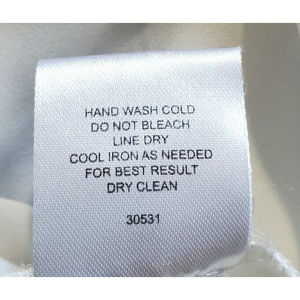 HAND WASH COLD
DO NOT BLEACH
LINE DRY
COOL IRON AS NEEDED
FOR BEST RESULT
DRY CLEAN
30531